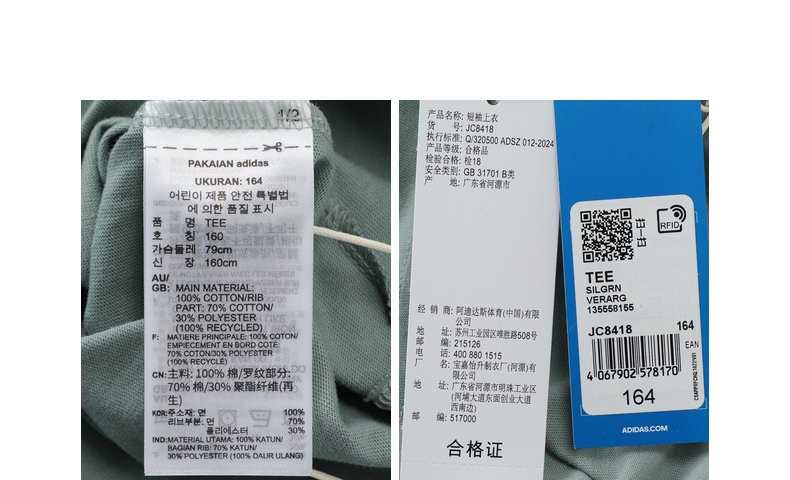 1/2
PAKAIAN adidas
UKURAN: 164
어린이 제품 안전 특별법
에 의한 품질 표시
품 명 TEE
호 칭 160
가슴둘레 79cm
신 장 160cm
AU/
GB: MAIN MATERIAL:
100% COTTON/RIB
PART: 70% COTTON/
30% POLYESTER
(100% RECYCLED)
F: MATIERE PRINCIPALE: 100% COTON/
EMPIECEMENT EN BORD COTE:
70% COTON/30% POLYESTER
(100% RECYCLÉ)
CN: 主料: 100% 棉/罗纹部分:
70% 棉/30% 聚酯纤维(再
生)
KOR: 주소재: 면 100%
리브부분: 면 70%
폴리에스터 30%
IND: MATERIAL UTAMA: 100% KATUN/
BAGIAN RIB: 70% KATUN/
30% POLYESTER (100% DAUR ULANG)
产品名称: 短袖上衣
货 号: JC8418
执行标准: Q/320500 ADSZ 012-2024
产品等级: 合格品
检验合格: 检18
安全类别: GB 31701 B类
产 地: 广东省河源市
经 销 商: 阿迪达斯体育(中国)有限
公司
地 址: 苏州工业园区唯胜路508号
邮 编: 215126
电 话: 400 880 1515
厂 名: 宝嘉怡升制衣厂(河源)有
限公司
地 址: 广东省河源市明珠工业区
(河埔大道东面创业大道
西南边)
邮 编: 517000
合格证
RFID
TEE
SILGRN
VERARG
135558155
JC8418 164
EAN
4 067902 578170
164
ADIDAS.COM